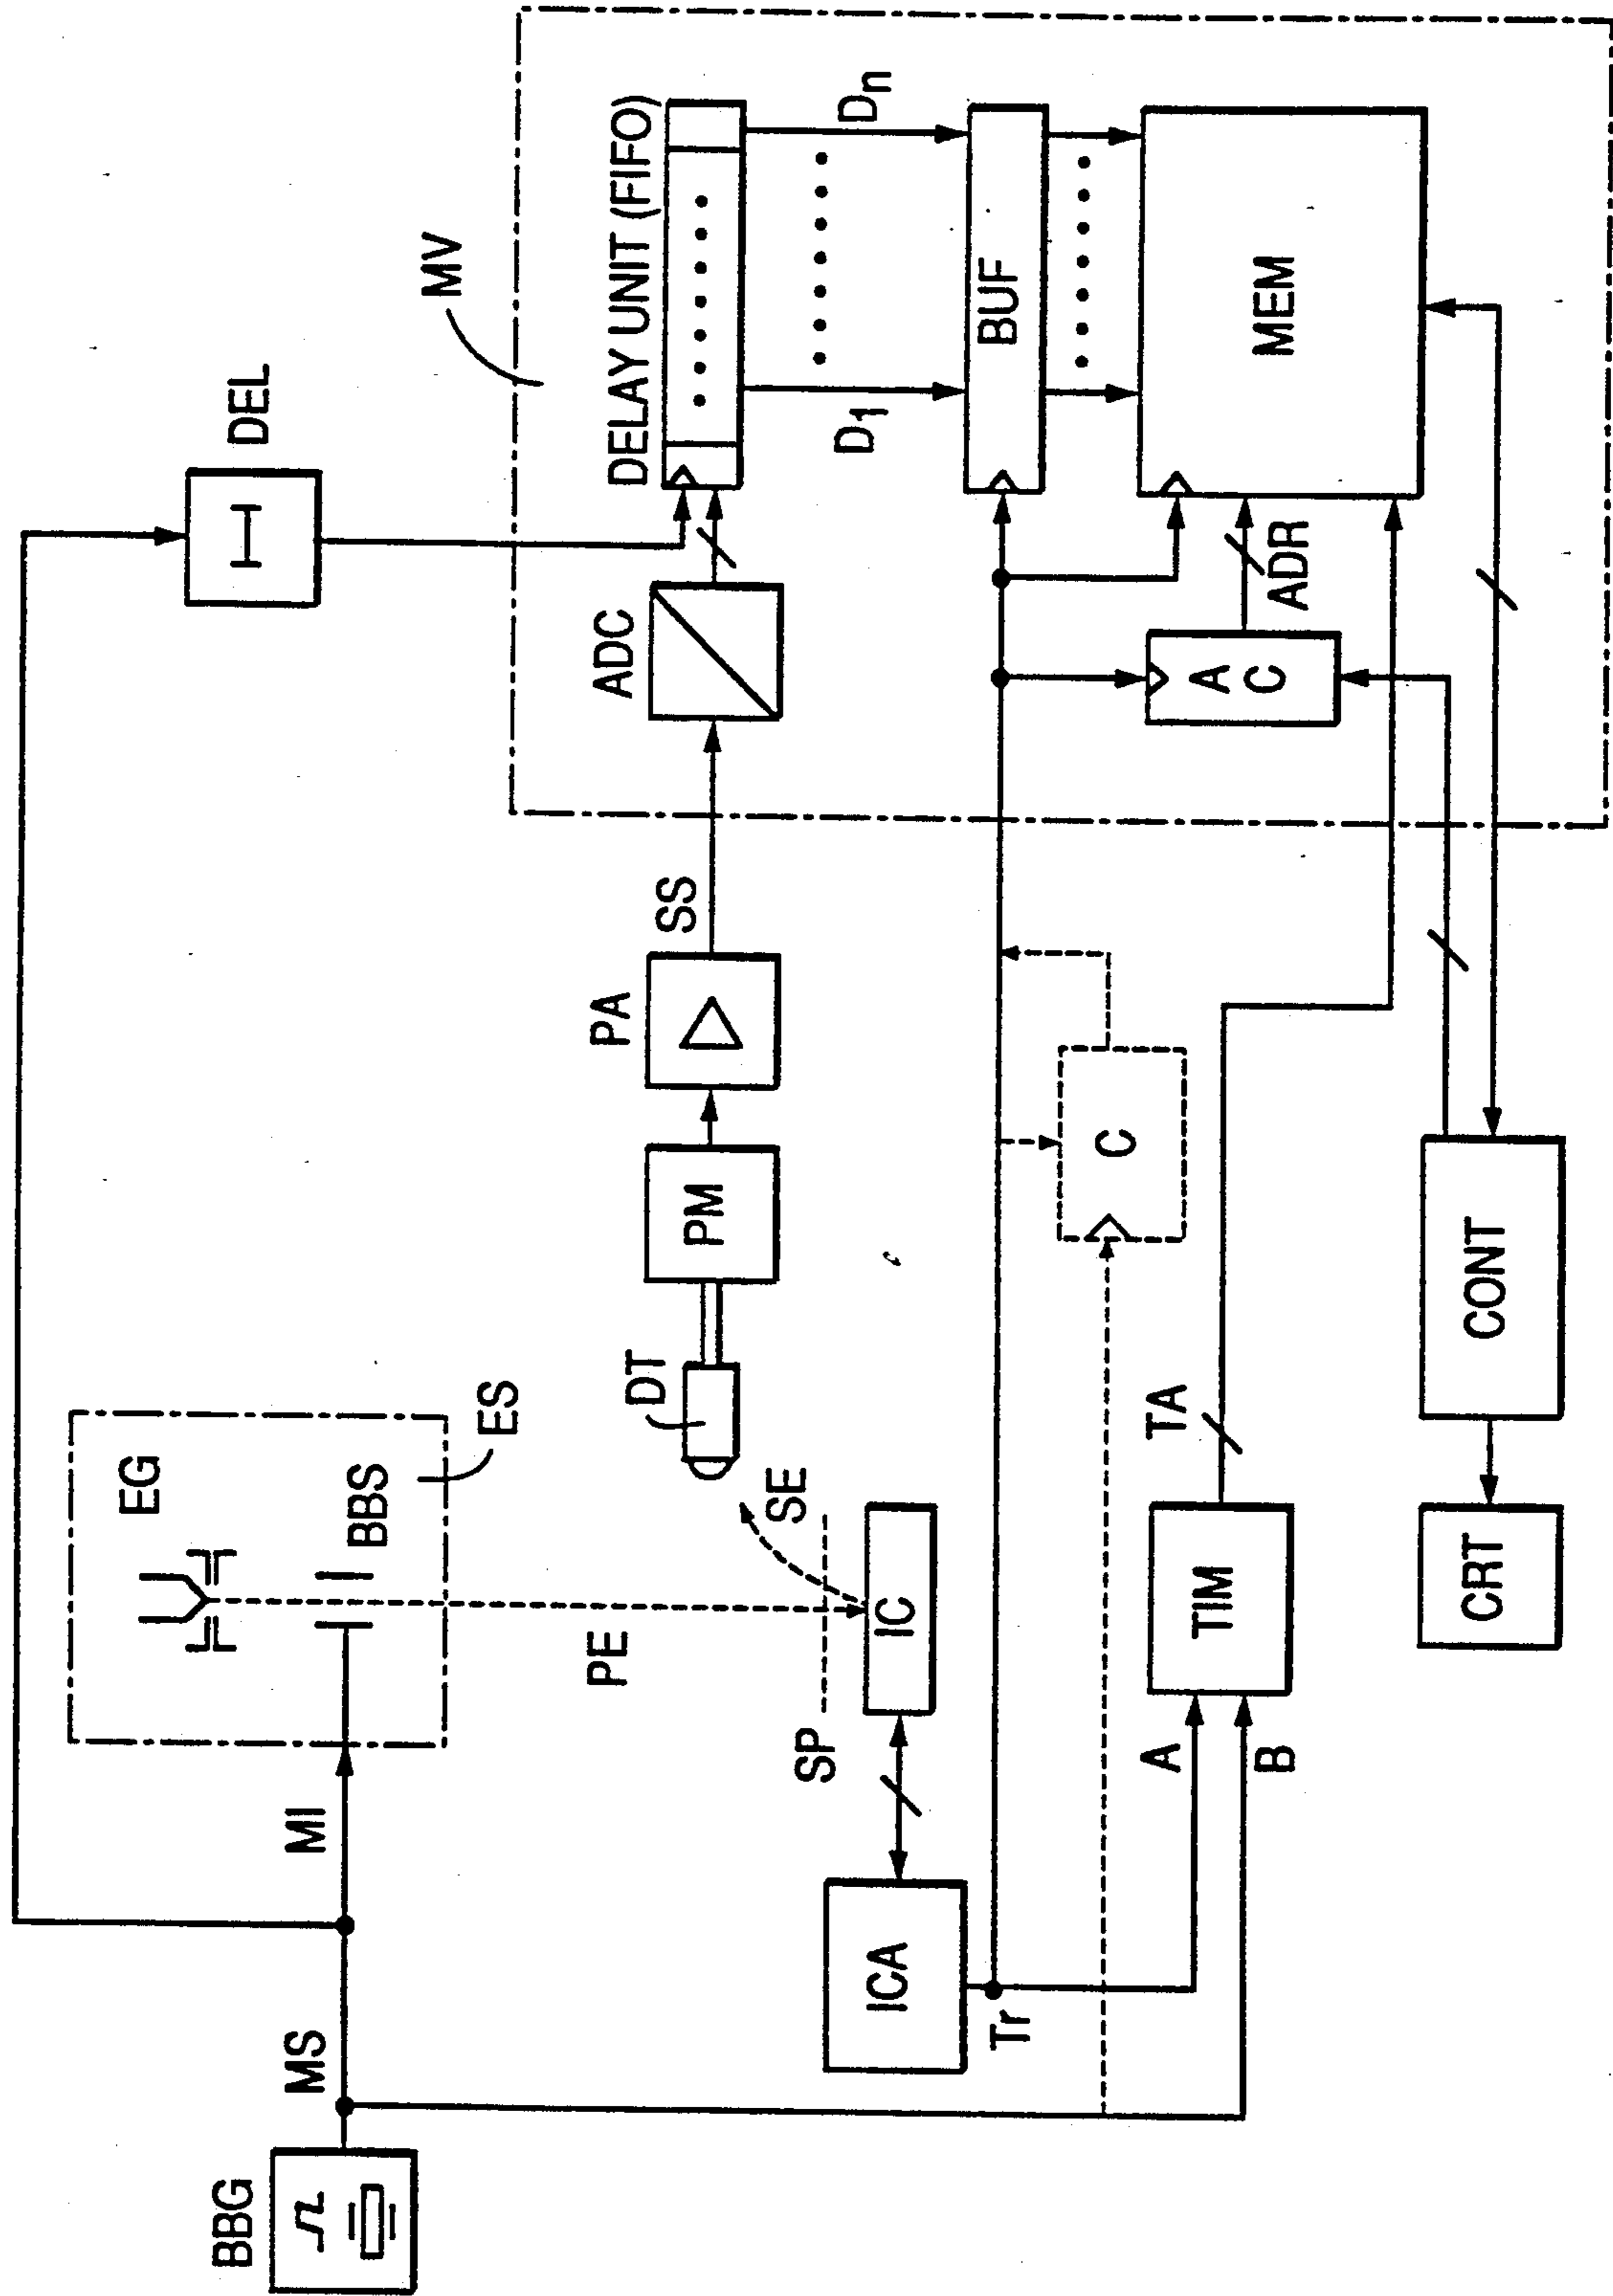 BBG
MS
MI
EG
BBS
ES
DEL
MV
PE
SE
SP
IC
ICA
Tr
DT
PM
PA
SS
ADC
DELAY UNIT (FIFO)
D1
Dn
BUF
MEM
ADR
A C
C
A
B
TIM
TA
CONT
CRT